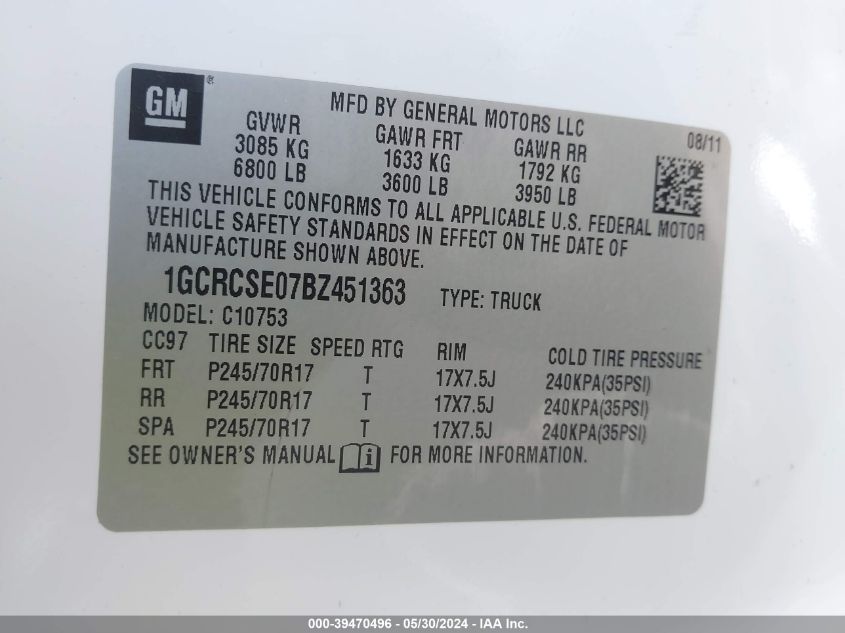 GM ®
MFD BY GENERAL MOTORS LLC 08/11
GVWR GAWR FRT GAWR RR
3085 KG 1633 KG 1792 KG
6800 LB 3600 LB 3950 LB
THIS VEHICLE CONFORMS TO ALL APPLICABLE U.S. FEDERAL MOTOR
VEHICLE SAFETY STANDARDS IN EFFECT ON THE DATE OF
MANUFACTURE SHOWN ABOVE.
1GCRCSE07BZ451363 TYPE: TRUCK
MODEL: C10753
CC97 TIRE SIZE SPEED RTG RIM COLD TIRE PRESSURE
FRT P245/70R17 T 17X7.5J 240KPA(35PSI)
RR P245/70R17 T 17X7.5J 240KPA(35PSI)
SPA P245/70R17 T 17X7.5J 240KPA(35PSI)
SEE OWNER'S MANUAL i FOR MORE INFORMATION.
000-39470496 - 05/30/2024 - IAA Inc.